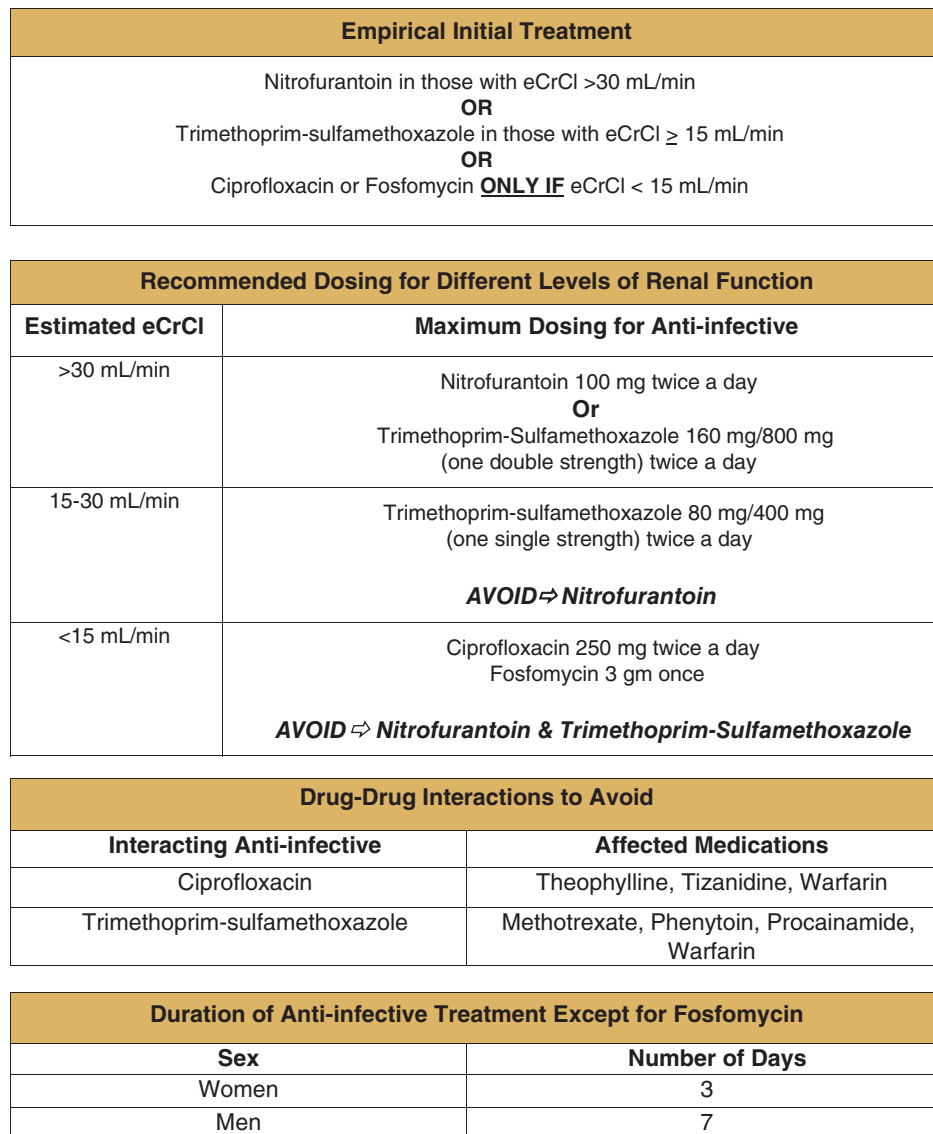 Empirical Initial Treatment
Nitrofurantoin in those with eCrCl >30 mL/min
OR
Trimethoprim-sulfamethoxazole in those with eCrCl ≥ 15 mL/min
OR
Ciprofloxacin or Fosfomycin ONLY IF eCrCl < 15 mL/min
Recommended Dosing for Different Levels of Renal Function
Estimated eCrCl Maximum Dosing for Anti-infective
>30 mL/min Nitrofurantoin 100 mg twice a day
Or
Trimethoprim-Sulfamethoxazole 160 mg/800 mg
(one double strength) twice a day
15-30 mL/min Trimethoprim-sulfamethoxazole 80 mg/400 mg
(one single strength) twice a day
AVOID⇨ Nitrofurantoin
<15 mL/min Ciprofloxacin 250 mg twice a day
Fosfomycin 3 gm once
AVOID ⇨ Nitrofurantoin & Trimethoprim-Sulfamethoxazole
Drug-Drug Interactions to Avoid
Interacting Anti-infective Affected Medications
Ciprofloxacin Theophylline, Tizanidine, Warfarin
Trimethoprim-sulfamethoxazole Methotrexate, Phenytoin, Procainamide,
Warfarin
Duration of Anti-infective Treatment Except for Fosfomycin
Sex Number of Days
Women 3
Men 7